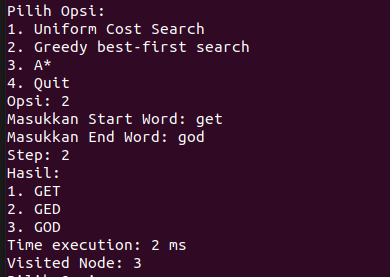 Pilih Opsi:
1. Uniform Cost Search
2. Greedy best-first search
3. A*
4. Quit
Opsi: 2
Masukkan Start Word: get
Masukkan End Word: god
Step: 2
Hasil:
1. GET
2. GED
3. GOD
Time execution: 2 ms
Visited Node: 3